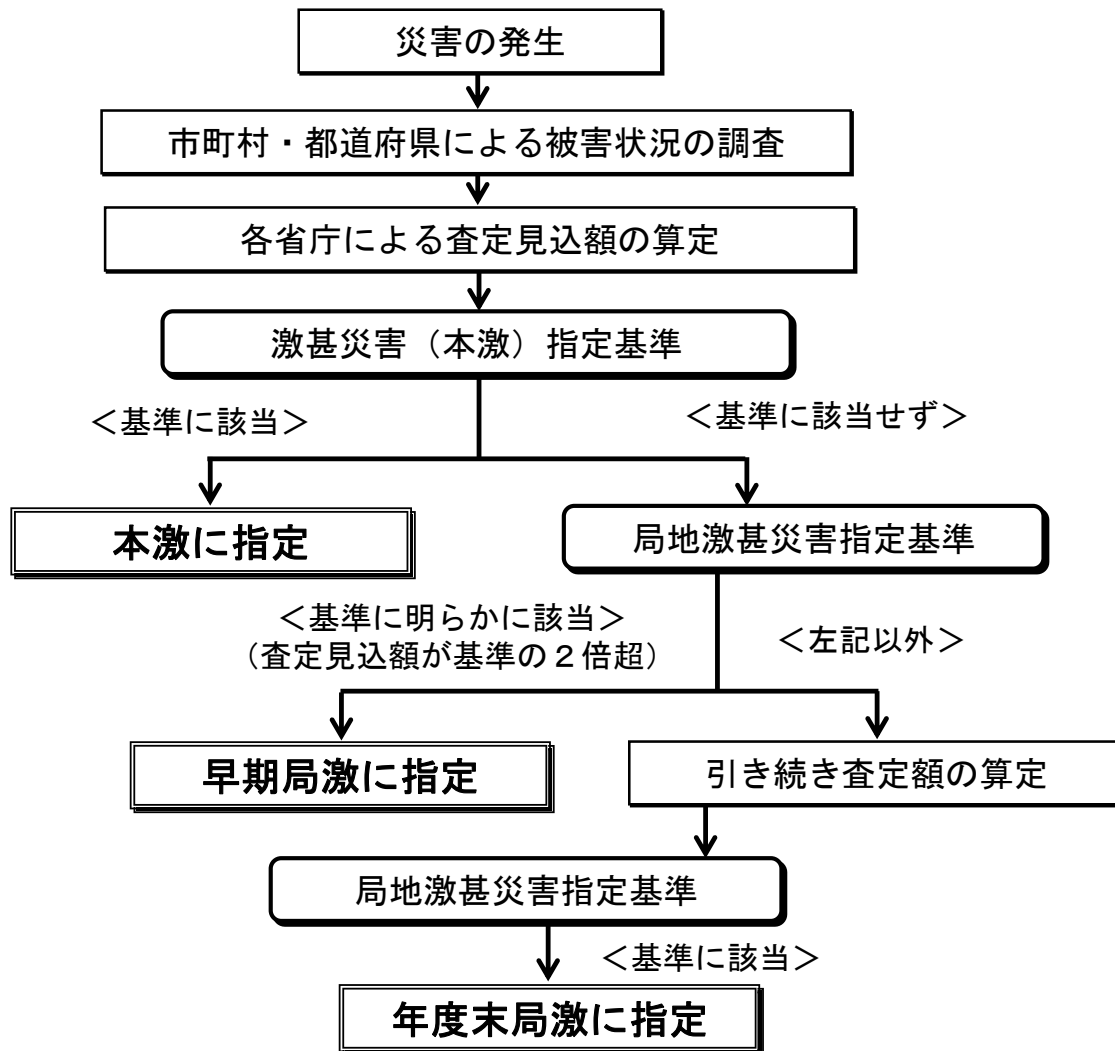 災害の発生
市町村・都道府県による被害状況の調査
各省庁による査定見込額の算定
激甚災害（本激）指定基準
＜基準に該当＞
＜基準に該当せず＞
本激に指定
局地激甚災害指定基準
＜基準に明らかに該当＞
（査定見込額が基準の２倍超）
＜左記以外＞
早期局激に指定
引き続き査定額の算定
局地激甚災害指定基準
＜基準に該当＞
年度末局激に指定